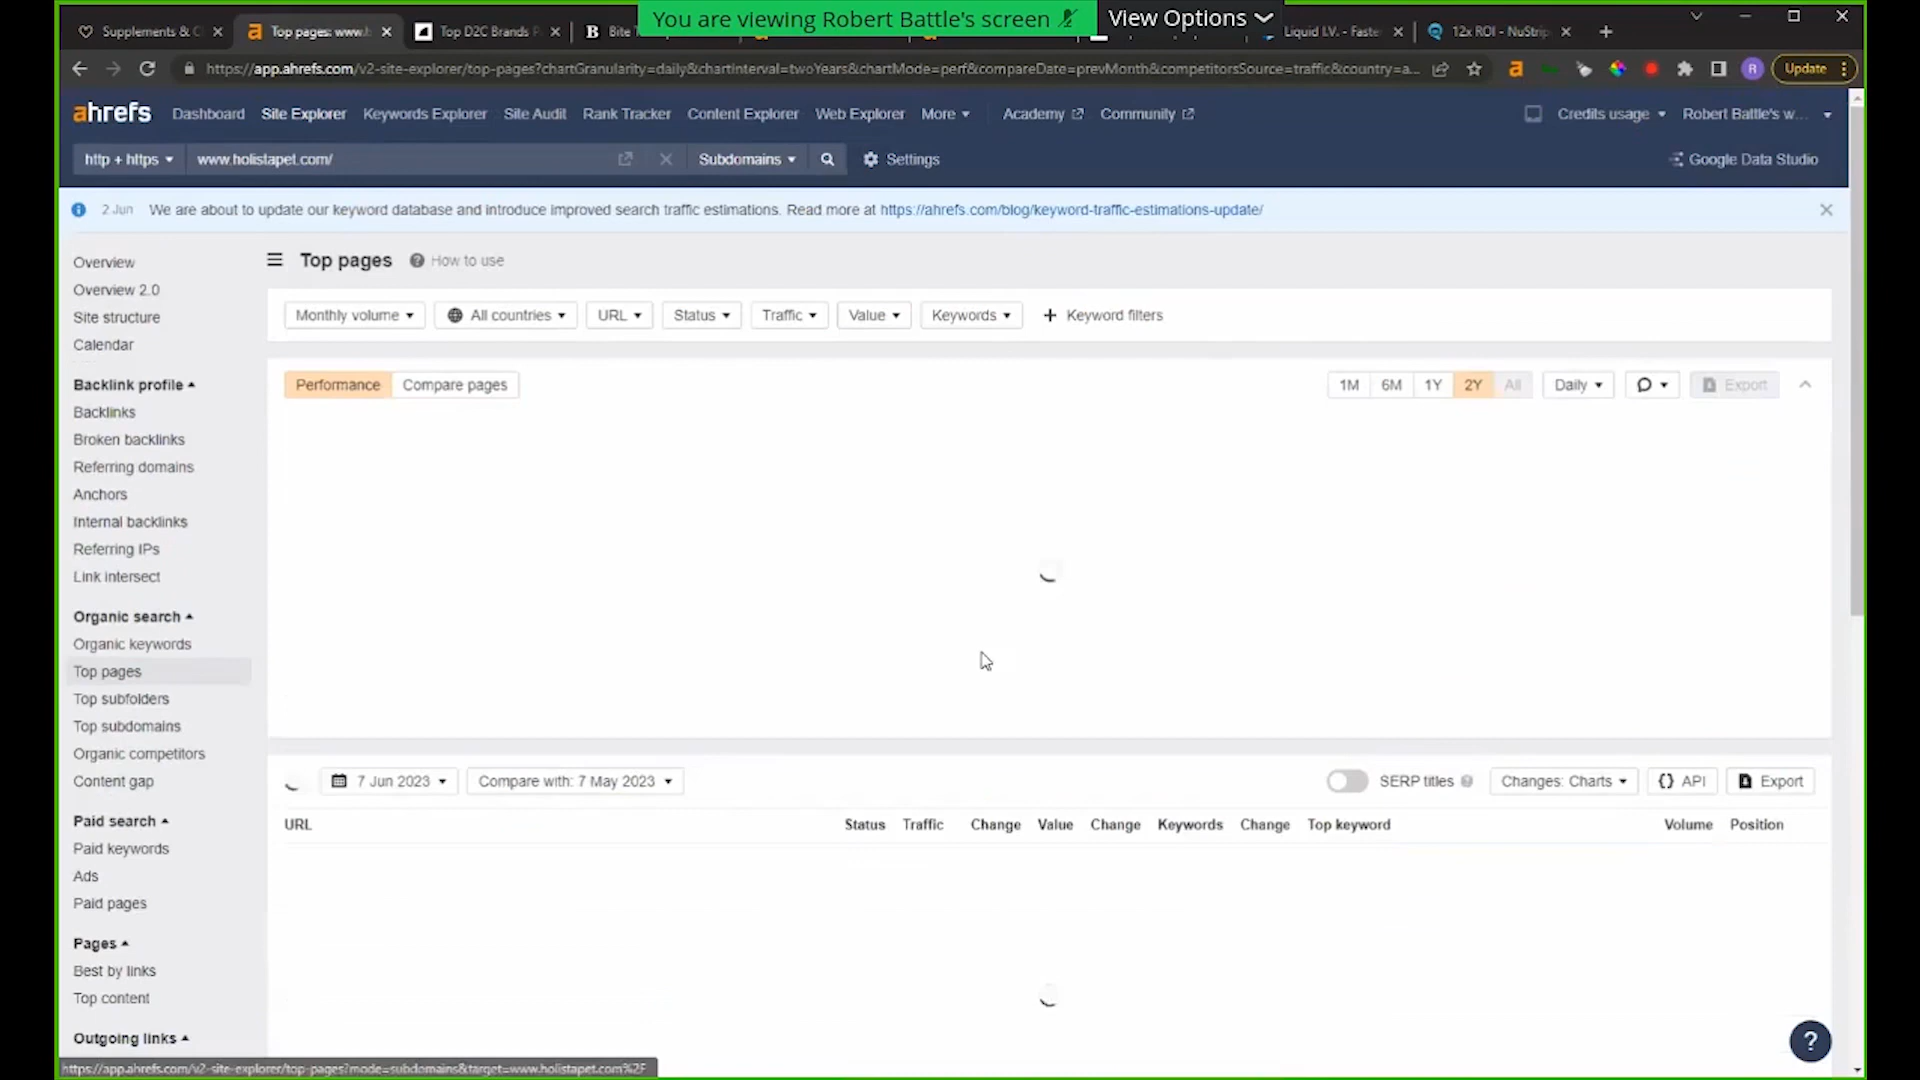 You are viewing Robert Battle's screen
View Options
Supplements & C
Top pages: www.
Top D2C Brands
Bite
Liquid I.V. - Faste
12x ROI - NuStrip
https://app.ahrefs.com/v2-site-explorer/top-pages?chartGranularity=daily&chartInterval=twoYears&chartMode=perf&compareDate=prevMonth&competitorsSource=traffic&country=a...
R
Update
ahrefs
Dashboard
Site Explorer
Keywords Explorer
Site Audit
Rank Tracker
Content Explorer
Web Explorer
More
Academy
Community
Credits usage
Robert Battle's w...
http + https
www.holistapet.com/
Subdomains
Settings
Google Data Studio
2 Jun We are about to update our keyword database and introduce improved search traffic estimations. Read more at https://ahrefs.com/blog/keyword-traffic-estimations-update/
Overview
Overview 2.0
Site structure
Calendar
Backlink profile
Backlinks
Broken backlinks
Referring domains
Anchors
Internal backlinks
Referring IPs
Link intersect
Organic search
Organic keywords
Top pages
Top subfolders
Top subdomains
Organic competitors
Content gap
Paid search
Paid keywords
Ads
Paid pages
Pages
Best by links
Top content
Outgoing links
Top pages
How to use
Monthly volume
All countries
URL
Status
Traffic
Value
Keywords
+ Keyword filters
Performance
Compare pages
1M
6M
1Y
2Y
All
Daily
Export
7 Jun 2023
Compare with: 7 May 2023
SERP titles
Changes: Charts
{} API
Export
URL
Status
Traffic
Change
Value
Change
Keywords
Change
Top keyword
Volume
Position
?
https://app.ahrefs.com/v2-site-explorer/top-pages?mode=subdomains&target=www.holistapet.com%2F